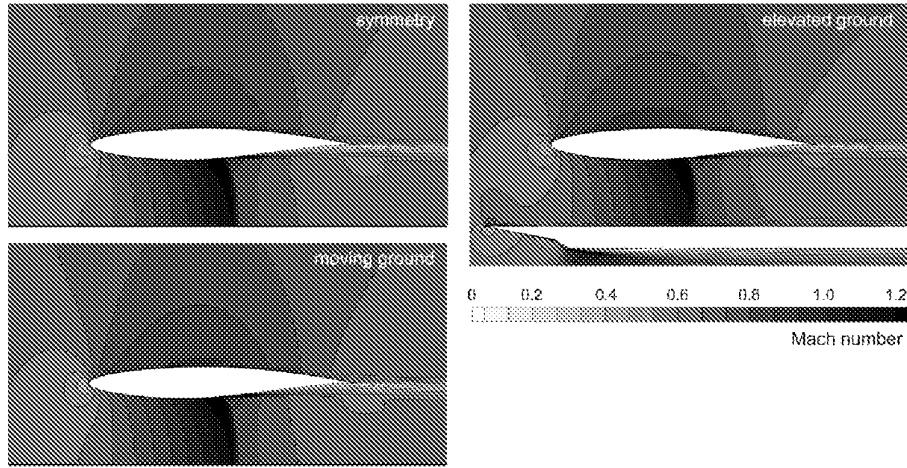 symmetry
elevated ground
moving ground
0 0.2 0.4 0.6 0.8 1.0 1.2
Mach number